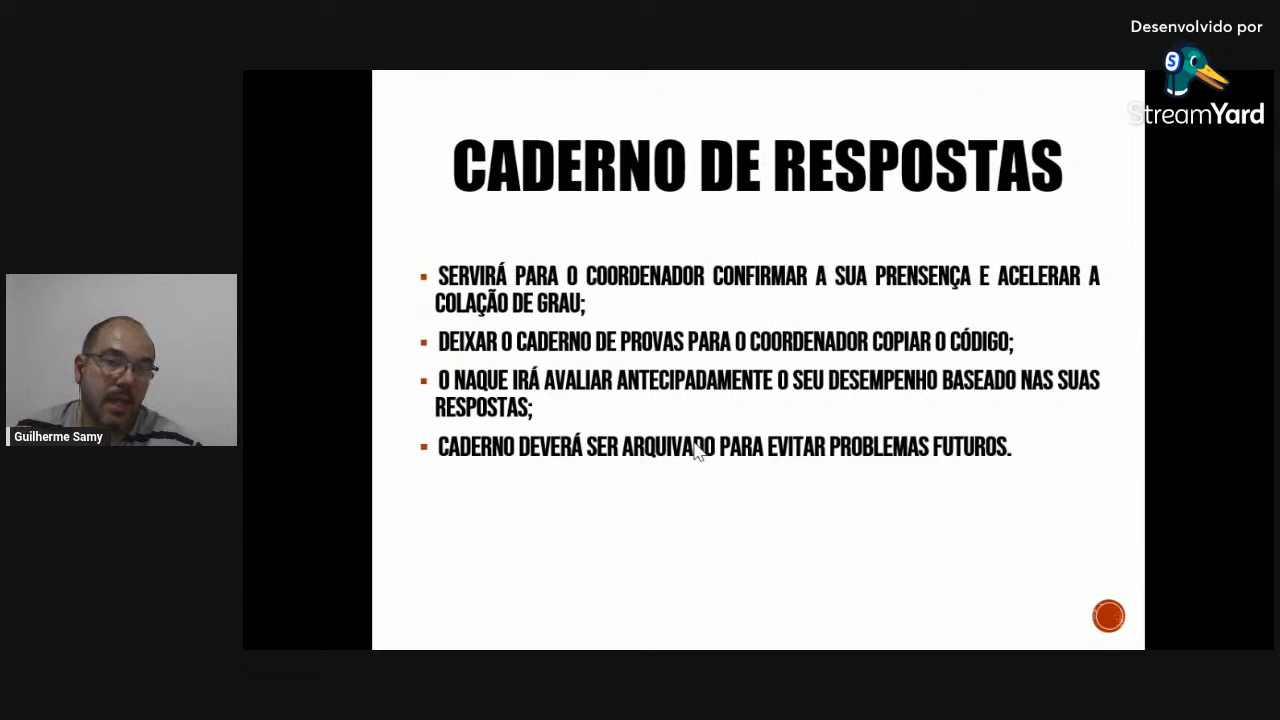 Desenvolvido por
StreamYard
CADERNO DE RESPOSTAS
▪ SERVIRÁ PARA O COORDENADOR CONFIRMAR A SUA PRENSENÇA E ACELERAR A
COLAÇÃO DE GRAU;
▪ DEIXAR O CADERNO DE PROVAS PARA O COORDENADOR COPIAR O CÓDIGO;
▪ O NAQUE IRÁ AVALIAR ANTECIPADAMENTE O SEU DESEMPENHO BASEADO NAS SUAS
RESPOSTAS;
▪ CADERNO DEVERÁ SER ARQUIVADO PARA EVITAR PROBLEMAS FUTUROS.
Guilherme Samy